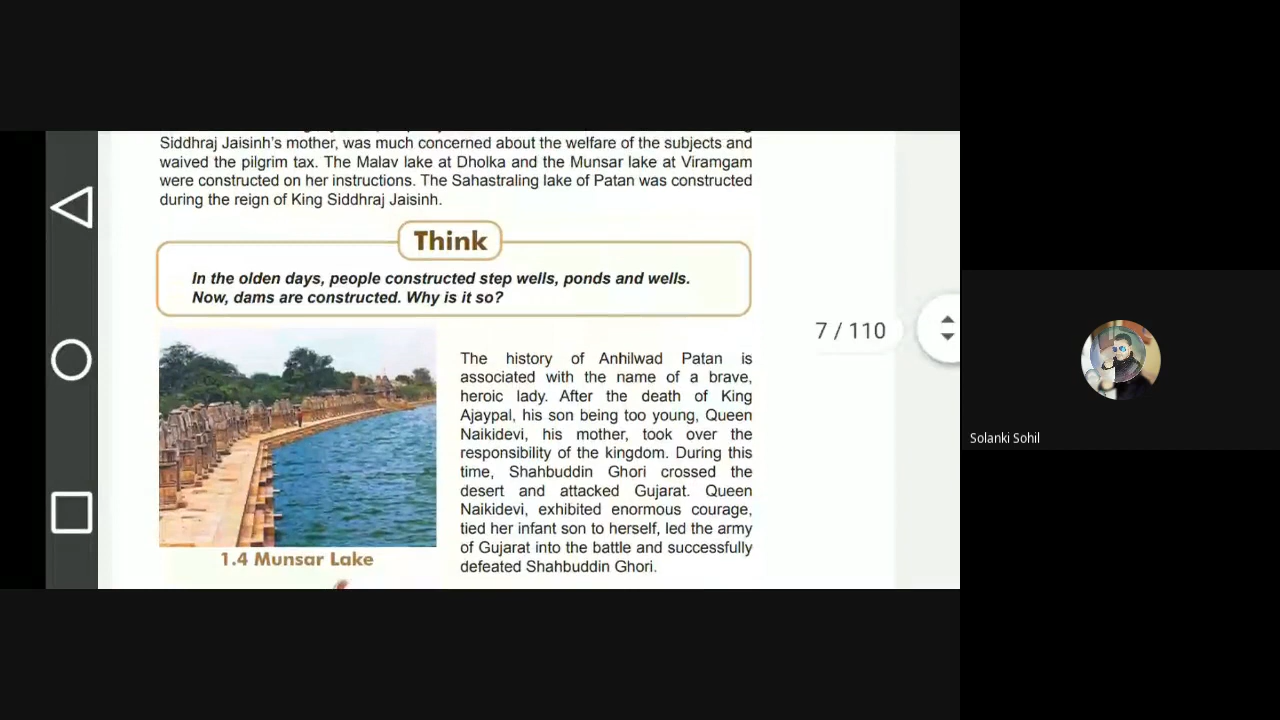 Siddhraj Jaisinh's mother, was much concerned about the welfare of the subjects and
waived the pilgrim tax. The Malav lake at Dholka and the Munsar lake at Viramgam
were constructed on her instructions. The Sahastraling lake of Patan was constructed
during the reign of King Siddhraj Jaisinh.
Think
In the olden days, people constructed step wells, ponds and wells.
Now, dams are constructed. Why is it so?
7 / 110
The history of Anhilwad Patan is
associated with the name of a brave,
heroic lady. After the death of King
Ajaypal, his son being too young, Queen
Naikidevi, his mother, took over the
responsibility of the kingdom. During this
time, Shahbuddin Ghori crossed the
desert and attacked Gujarat. Queen
Naikidevi, exhibited enormous courage,
tied her infant son to herself, led the army
of Gujarat into the battle and successfully
defeated Shahbuddin Ghori.
1.4 Munsar Lake
Solanki Sohil